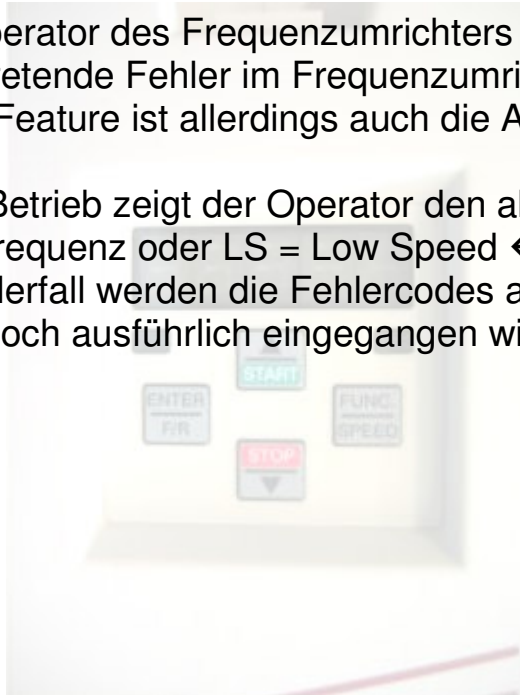 perator des Frequenzumrichters
etende Fehler im Frequenzumri
Feature ist allerdings auch die A
Betrieb zeigt der Operator den a
requenz oder LS = Low Speed ←
lerfall werden die Fehlercodes a
och ausführlich eingegangen wi
START
ENTER
F/R
FUNC.
SPEED
STOP